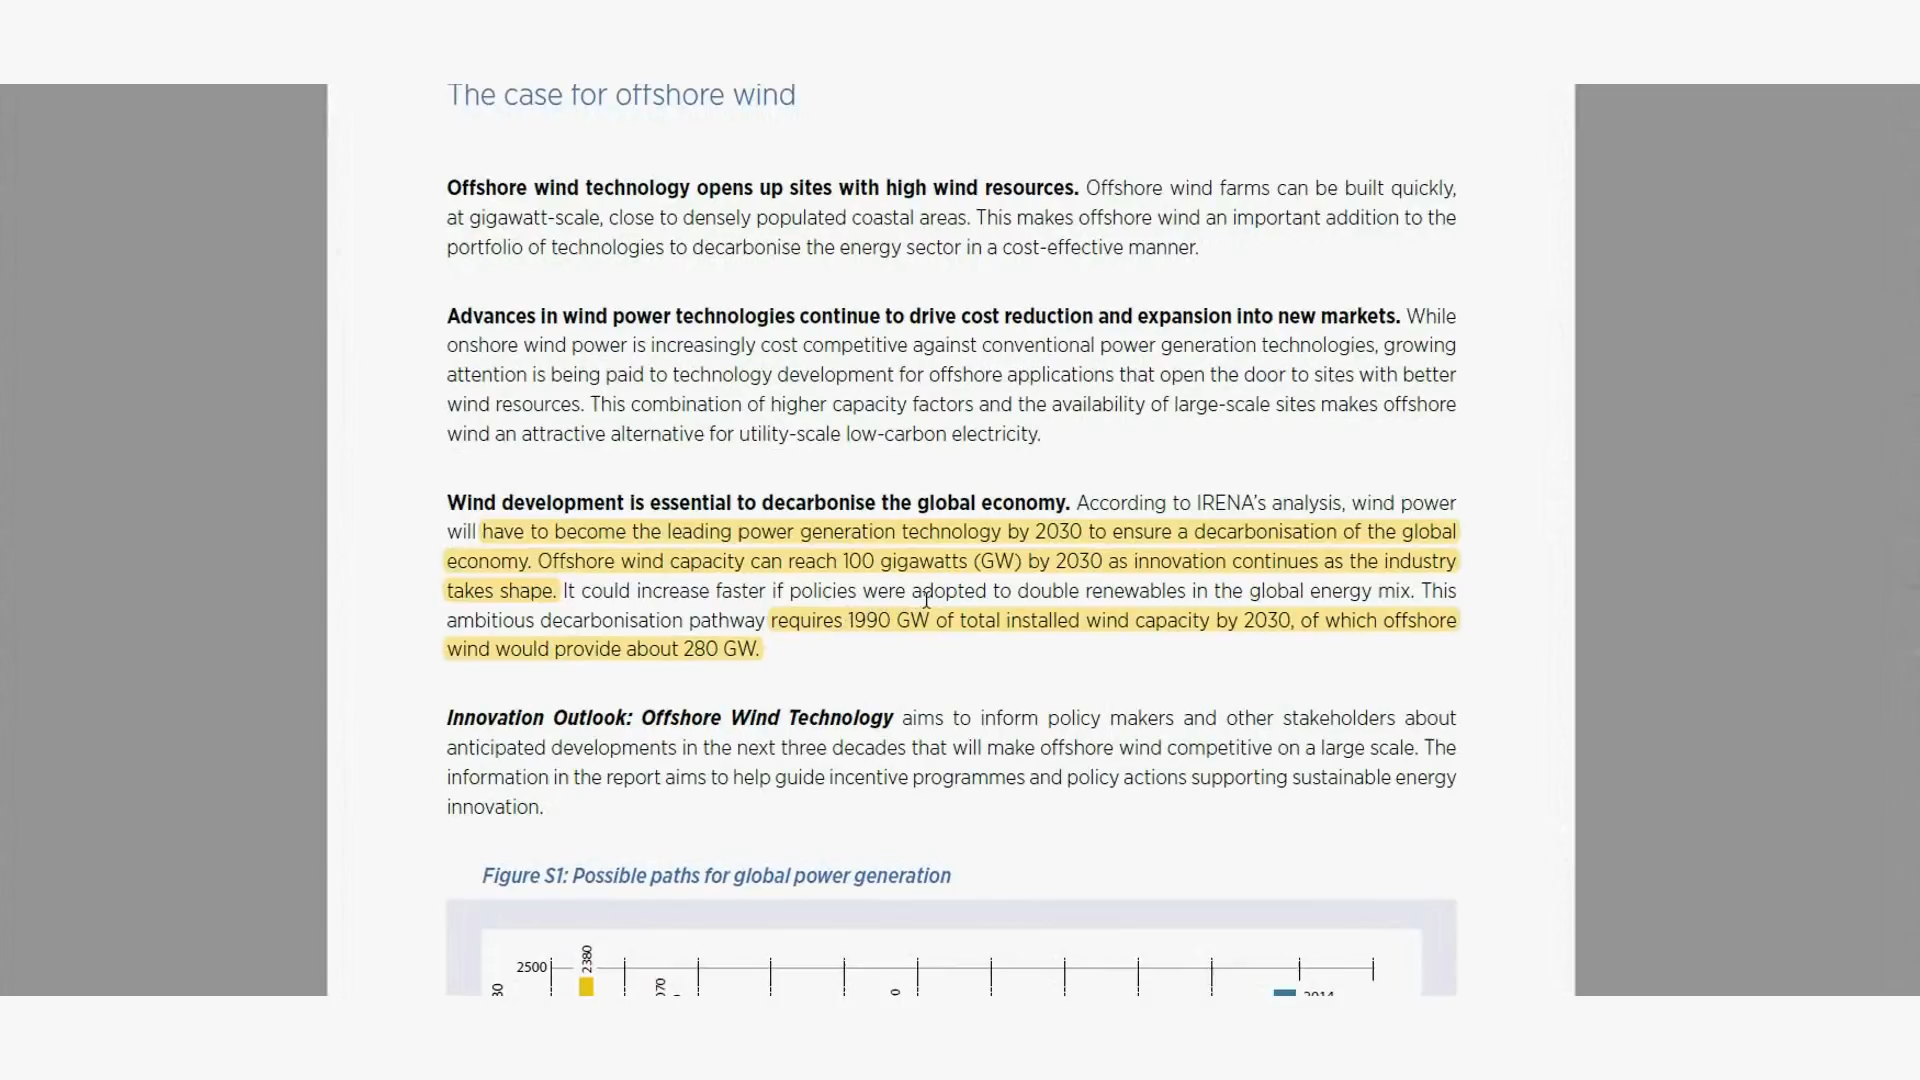 The case for offshore wind
Offshore wind technology opens up sites with high wind resources. Offshore wind farms can be built quickly,
at gigawatt-scale, close to densely populated coastal areas. This makes offshore wind an important addition to the
portfolio of technologies to decarbonise the energy sector in a cost-effective manner.
Advances in wind power technologies continue to drive cost reduction and expansion into new markets. While
onshore wind power is increasingly cost competitive against conventional power generation technologies, growing
attention is being paid to technology development for offshore applications that open the door to sites with better
wind resources. This combination of higher capacity factors and the availability of large-scale sites makes offshore
wind an attractive alternative for utility-scale low-carbon electricity.
Wind development is essential to decarbonise the global economy. According to IRENA's analysis, wind power
will have to become the leading power generation technology by 2030 to ensure a decarbonisation of the global
economy. Offshore wind capacity can reach 100 gigawatts (GW) by 2030 as innovation continues as the industry
takes shape. It could increase faster if policies were adopted to double renewables in the global energy mix. This
ambitious decarbonisation pathway requires 1990 GW of total installed wind capacity by 2030, of which offshore
wind would provide about 280 GW.
Innovation Outlook: Offshore Wind Technology aims to inform policy makers and other stakeholders about
anticipated developments in the next three decades that will make offshore wind competitive on a large scale. The
information in the report aims to help guide incentive programmes and policy actions supporting sustainable energy
innovation.
Figure S1: Possible paths for global power generation
2380
2500